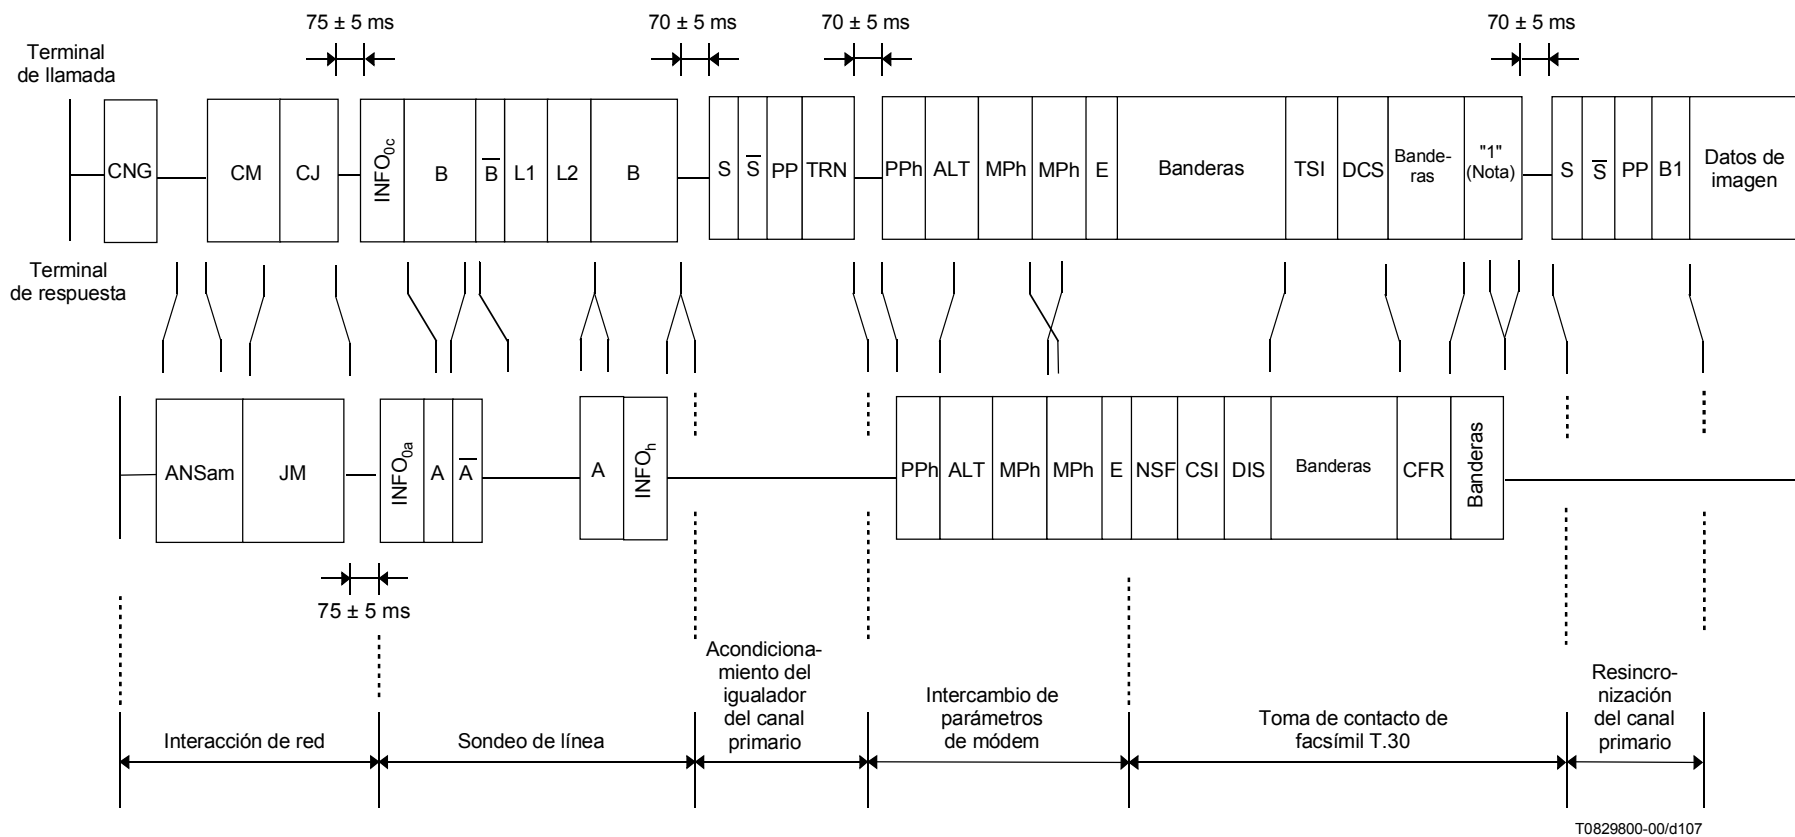 75 ± 5 ms
70 ± 5 ms
70 ± 5 ms
70 ± 5 ms
Terminal
de llamada
CNG
CM
CJ
INFO0c
B
B̅
L1
L2
B
S
S̅
PP
TRN
PPh
ALT
MPh
MPh
E
Banderas
TSI
DCS
Bande-
ras
"1"
(Nota)
S
S̅
PP
B1
Datos de
imagen
Terminal
de respuesta
ANSam
JM
INFO0a
A
A̅
A
INFOh
PPh
ALT
MPh
MPh
E
NSF
CSI
DIS
Banderas
CFR
Banderas
75 ± 5 ms
Interacción de red
Sondeo de línea
Acondiciona-
miento del
igualador
del canal
primario
Intercambio de
parámetros
de módem
Toma de contacto de
facsímil T.30
Resincro-
nización
del canal
primario
T0829800-00/d107